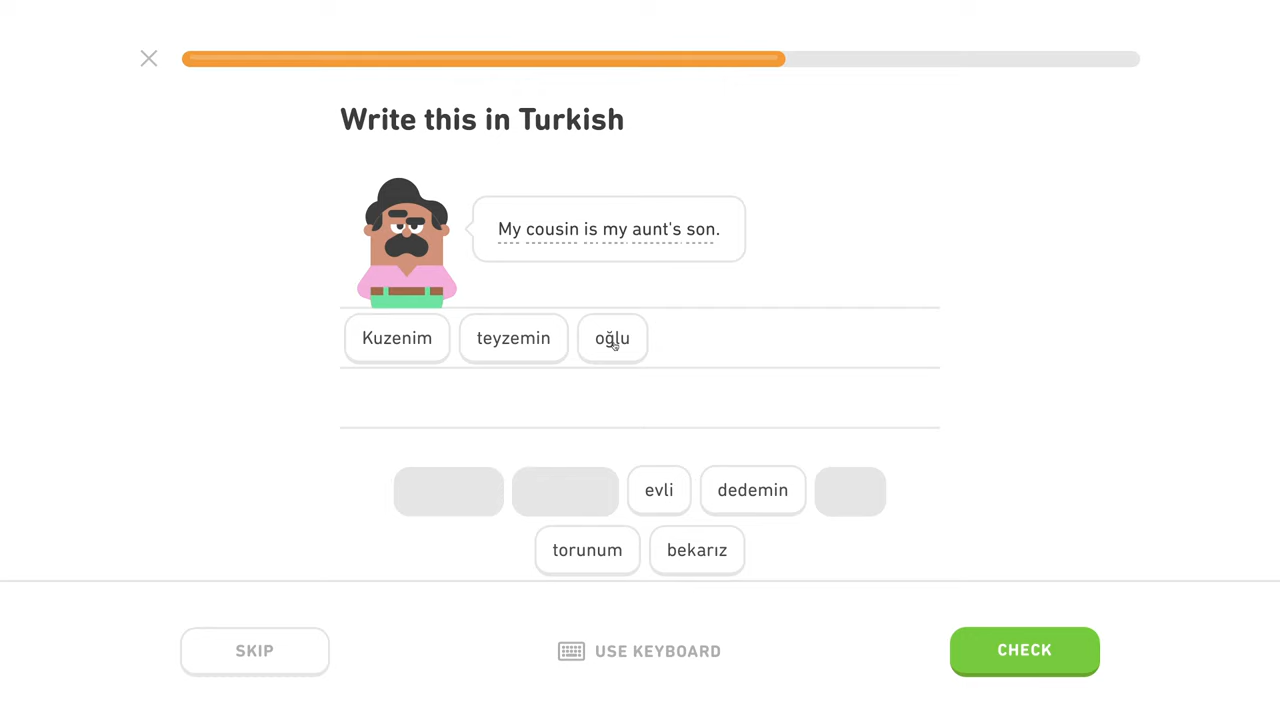 Write this in Turkish
My cousin is my aunt's son.
Kuzenim teyzemin oğlu
evli dedemin
torunum bekarız
SKIP USE KEYBOARD CHECK